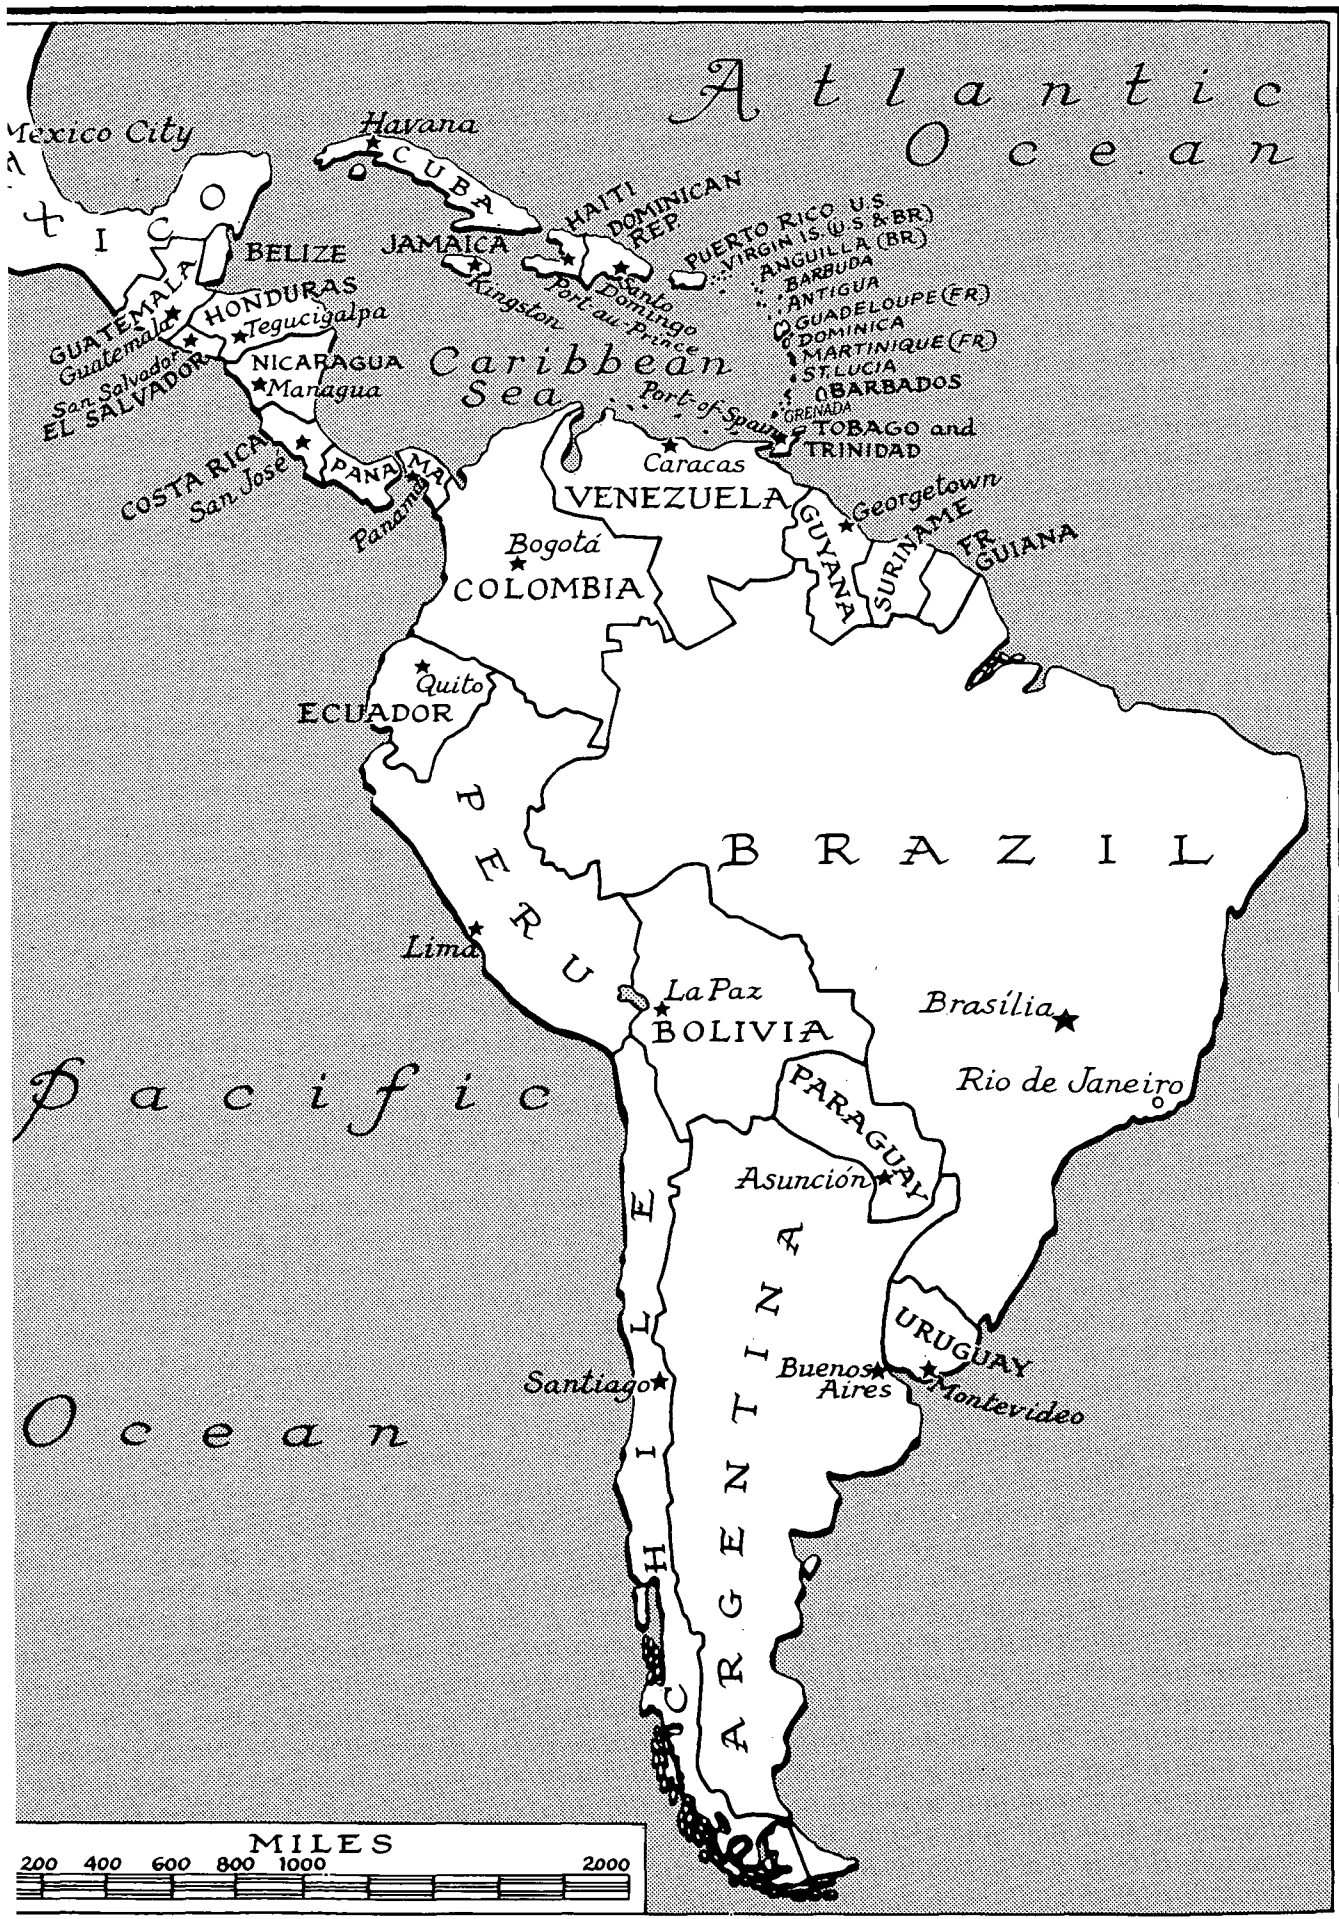 Atlantic
Ocean
Mexico City
Havana
CUBA
HAITI
DOMINICAN
REP.
PUERTO RICO U.S.
VIRGIN IS. (U.S & BR)
ANGUILLA (BR)
BARBUDA
ANTIGUA
GUADELOUPE (FR.)
DOMINICA
MARTINIQUE (FR)
ST. LUCIA
BARBADOS
GRENADA
TOBAGO and
TRINIDAD
Port-of-Spain
JAMAICA
Kingston
Port-au-Prince
Santo
Domingo
Caribbean
Sea
BELIZE
GUATEMALA
Guatemala
HONDURAS
Tegucigalpa
San Salvador
EL SALVADOR
NICARAGUA
Managua
COSTA RICA
San José
PANAMA
Panamá
Caracas
VENEZUELA
Georgetown
GUYANA
SURINAME
FR
GUIANA
Bogotá
COLOMBIA
Quito
ECUADOR
PERU
Lima
BRAZIL
Brasília
Rio de Janeiro
La Paz
BOLIVIA
PARAGUAY
Asunción
Pacific
Ocean
CHILE
Santiago
ARGENTINA
Buenos
Aires
URUGUAY
Montevideo
MILES
200 400 600 800 1000 2000